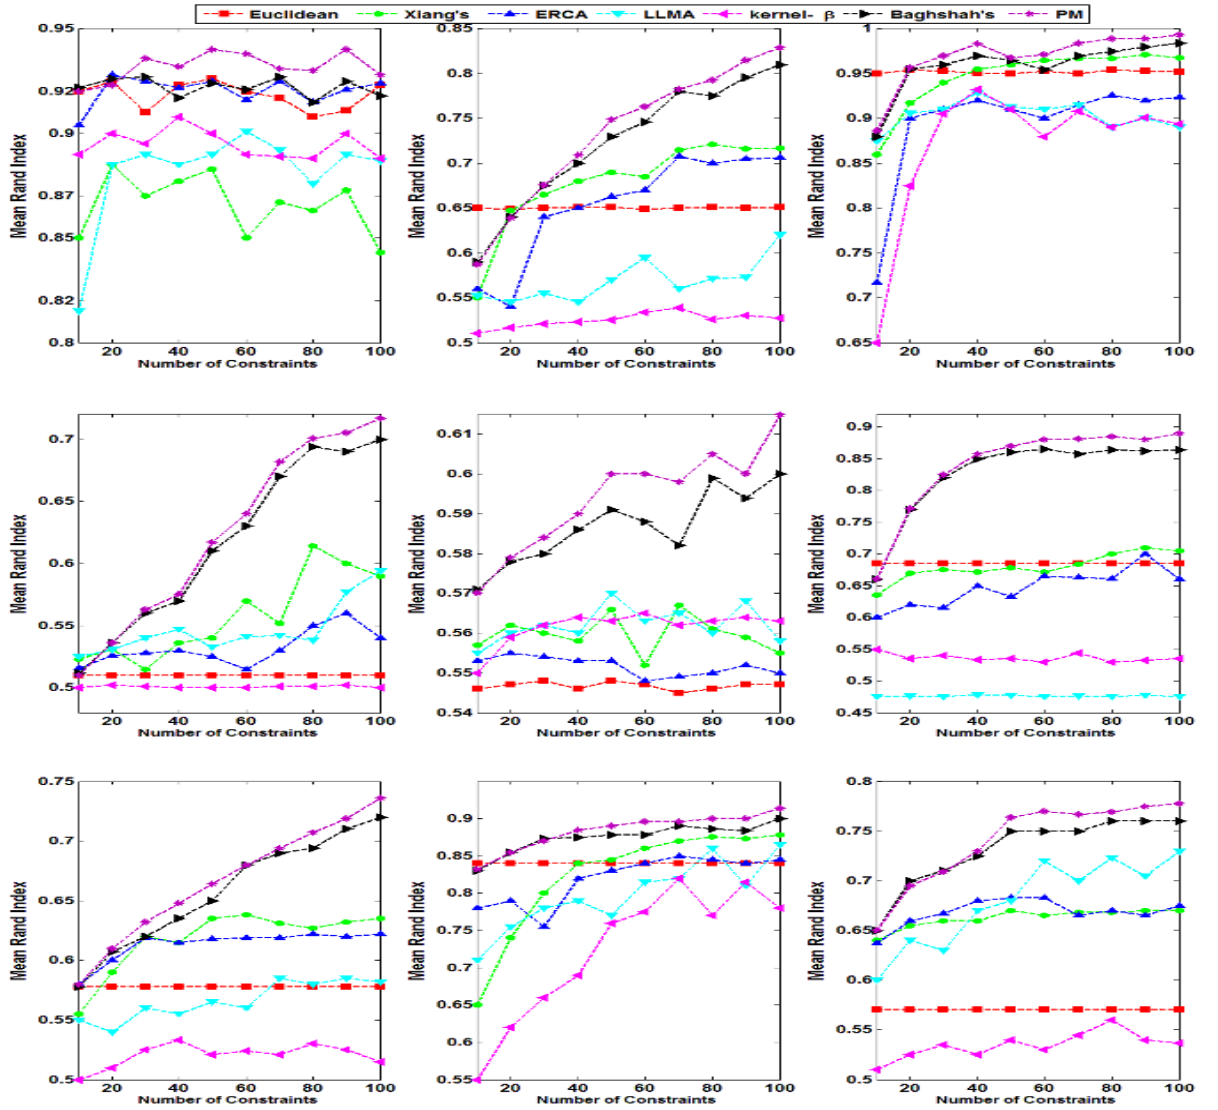 Euclidean Xiang's ERCA LLMA kernel- β Baghshah's PM
0.95
0.92
0.9
0.87
0.85
0.82
0.8
Mean Rand Index
20 40 60 80 100
Number of Constraints
0.85
0.8
0.75
0.7
0.65
0.6
0.55
0.5
Mean Rand Index
20 40 60 80 100
Number of Constraints
1
0.95
0.9
0.85
0.8
0.75
0.7
0.65
Mean Rand Index
20 40 60 80 100
Number of Constraints
0.7
0.65
0.6
0.55
0.5
Mean Rand Index
20 40 60 80 100
Number of Constraints
0.61
0.6
0.59
0.58
0.57
0.56
0.55
0.54
Mean Rand Index
20 40 60 80 100
Number of Constraints
0.9
0.85
0.8
0.75
0.7
0.65
0.6
0.55
0.5
0.45
Mean Rand Index
20 40 60 80 100
Number of Constraints
0.75
0.7
0.65
0.6
0.55
0.5
Mean Rand Index
20 40 60 80 100
Number of Constraints
0.9
0.85
0.8
0.75
0.7
0.65
0.6
0.55
Mean Rand Index
20 40 60 80 100
Number of Constraints
0.8
0.75
0.7
0.65
0.6
0.55
0.5
Mean Rand Index
20 40 60 80 100
Number of Constraints